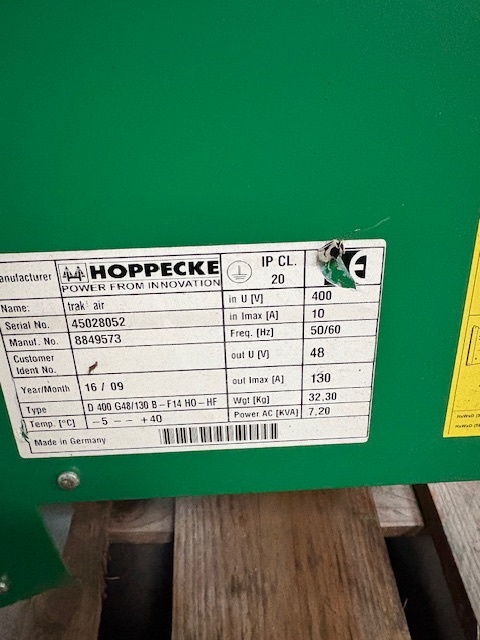 anufacturer
HOPPECKE
POWER FROM INNOVATION
IP CL.
20
CE
Name: trak air
in U [V] 400
Serial No. 45028052
in Imax [A] 10
Manuf. No. 8849573
Freq. [Hz] 50/60
Customer
Ident No.
out U [V] 48
Year/Month 16 / 09
out Imax [A] 130
Type D 400 G48/130 B-F14 HO-HF
Wgt [Kg] 32,30
Temp. [°C] -5 -- +40
Power AC [KVA] 7,20
Made in Germany